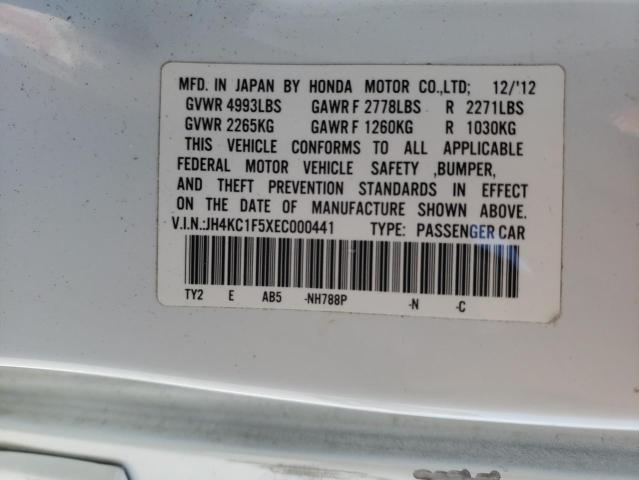 MFD. IN JAPAN BY HONDA MOTOR CO.,LTD; 12/'12
GVWR 4993LBS GAWR F 2778LBS R 2271LBS
GVWR 2265KG GAWR F 1260KG R 1030KG
THIS VEHICLE CONFORMS TO ALL APPLICABLE
FEDERAL MOTOR VEHICLE SAFETY ,BUMPER,
AND THEFT PREVENTION STANDARDS IN EFFECT
ON THE DATE OF MANUFACTURE SHOWN ABOVE.
V.I.N.:JH4KC1F5XEC000441 TYPE: PASSENGER CAR
TY2 E AB5 -NH788P -N -C